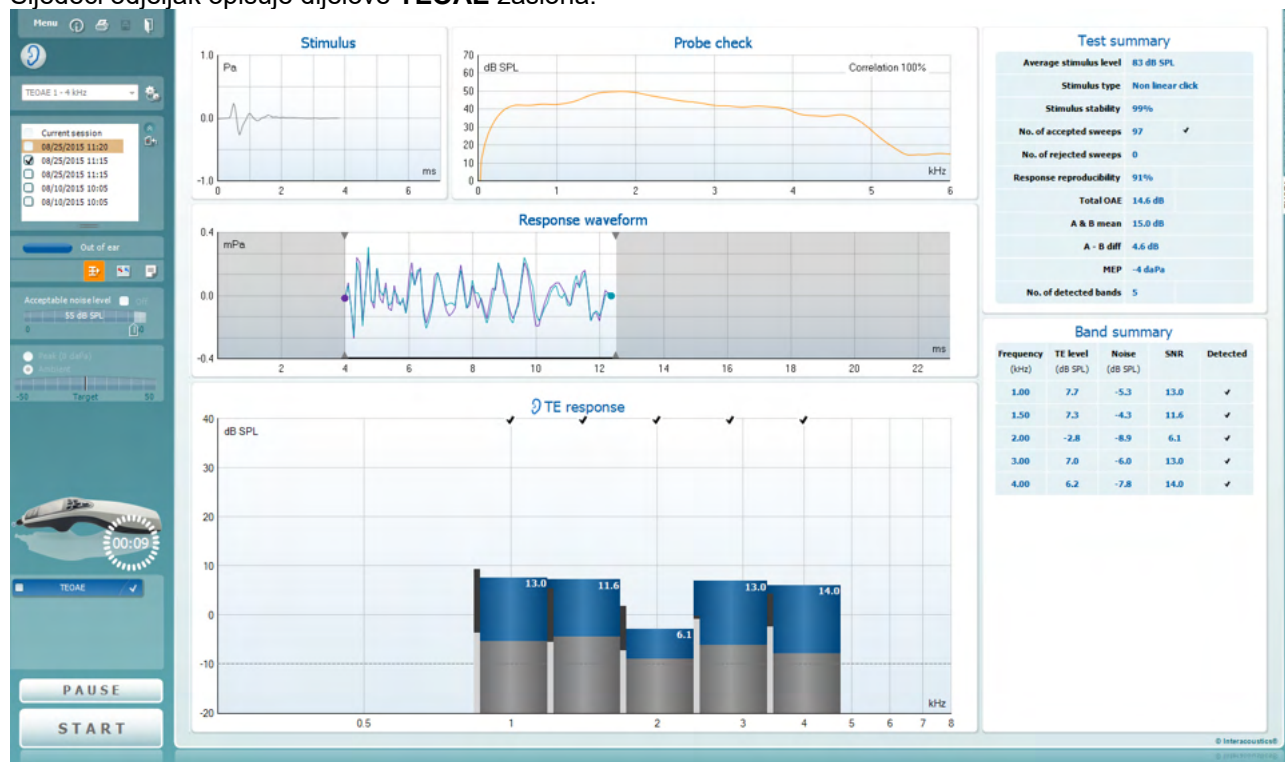 Sljedeći odjeljak opisuje dijelove TEOAE zaslona.
Menu
TEOAE 1 - 4 kHz
Current session
08/25/2015 11:20
08/25/2015 11:15
08/25/2015 11:15
08/10/2015 10:05
08/10/2015 10:05
Out of ear
Acceptable noise level Off
55 dB SPL
0
Peak (0 daPa)
Ambient
-50 Target 50
00:09
TEOAE
PAUSE
START
Stimulus
Pa
1.0
0.0
-1.0
0 2 4 6
ms
Probe check
dB SPL
Correlation 100%
70
60
50
40
30
20
10
0
0 1 2 3 4 5 6
kHz
Response waveform
mPa
0.4
0.0
-0.4
2 4 6 8 10 12 14 16 18 20 22
ms
TE response
dB SPL
40
30
20
10
0
-10
-20
13.0 11.6 6.1 13.0 14.0
kHz
0.5 1 2 3 4 5 6 7 8
Test summary
Average stimulus level 83 dB SPL
Stimulus type Non linear click
Stimulus stability 99%
No. of accepted sweeps 97
No. of rejected sweeps 0
Response reproducibility 91%
Total OAE 14.6 dB
A & B mean 15.0 dB
A - B diff 4.6 dB
MEP -4 daPa
No. of detected bands 5
Band summary
Frequency TE level Noise SNR Detected
(kHz) (dB SPL) (dB SPL)
1.00 7.7 -5.3 13.0 ✔
1.50 7.3 -4.3 11.6 ✔
2.00 -2.8 -8.9 6.1 ✔
3.00 7.0 -6.0 13.0 ✔
4.00 6.2 -7.8 14.0 ✔
© Interacoustics®